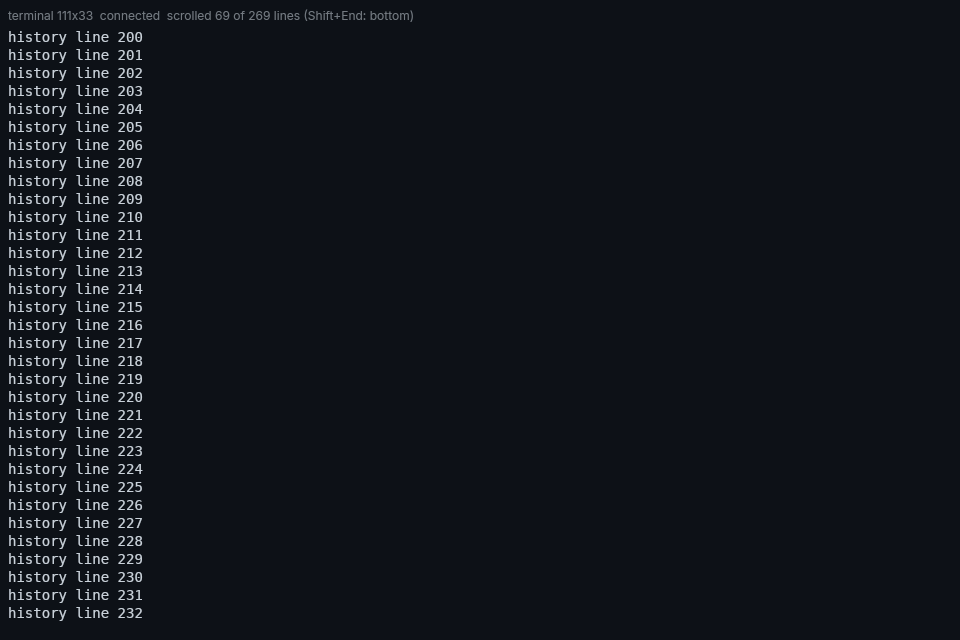 terminal 111x33  connected  scrolled 69 of 269 lines (Shift+End: bottom)
history line 200
history line 201
history line 202
history line 203
history line 204
history line 205
history line 206
history line 207
history line 208
history line 209
history line 210
history line 211
history line 212
history line 213
history line 214
history line 215
history line 216
history line 217
history line 218
history line 219
history line 220
history line 221
history line 222
history line 223
history line 224
history line 225
history line 226
history line 227
history line 228
history line 229
history line 230
history line 231
history line 232